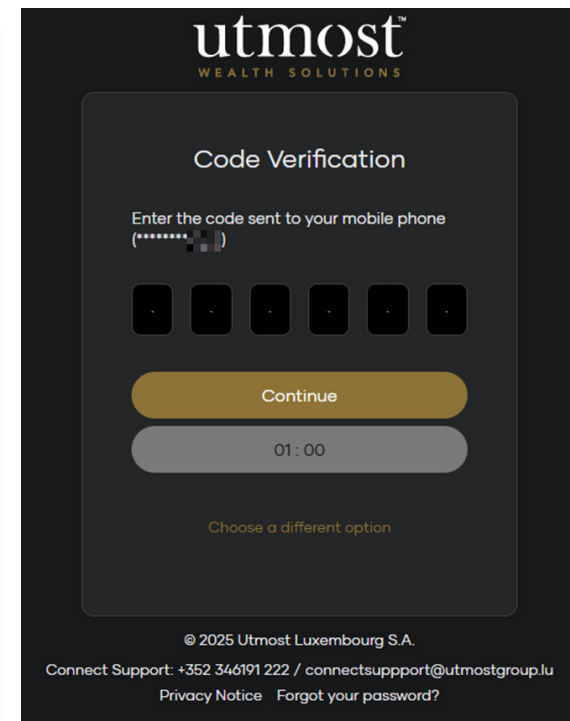 utmost™
WEALTH SOLUTIONS
Code Verification
Enter the code sent to your mobile phone
(********)
Continue
01 : 00
Choose a different option
© 2025 Utmost Luxembourg S.A.
Connect Support: +352 346191 222 / connectsuppport@utmostgroup.lu
Privacy Notice Forgot your password?